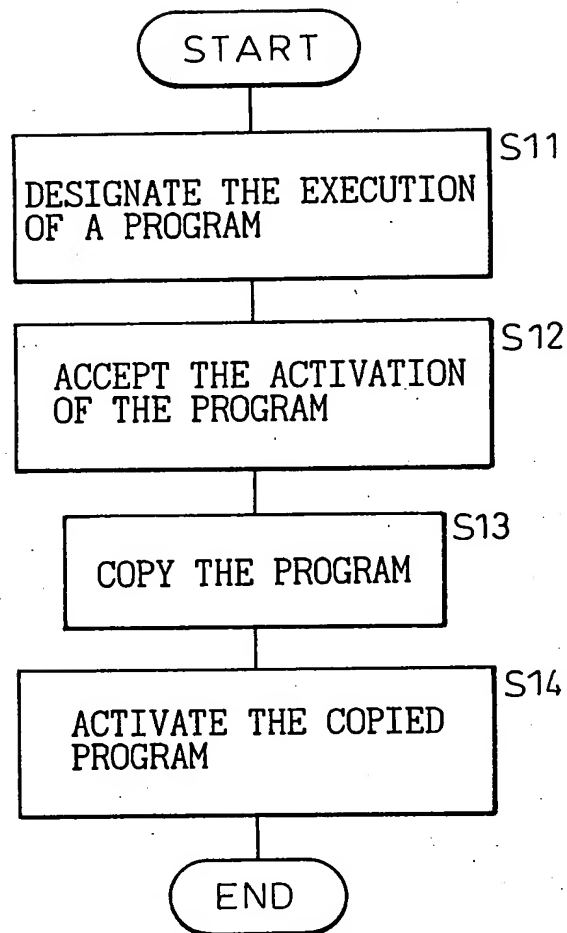 START
S11
DESIGNATE THE EXECUTION
OF A PROGRAM
S12
ACCEPT THE ACTIVATION
OF THE PROGRAM
S13
COPY THE PROGRAM
S14
ACTIVATE THE COPIED
PROGRAM
END